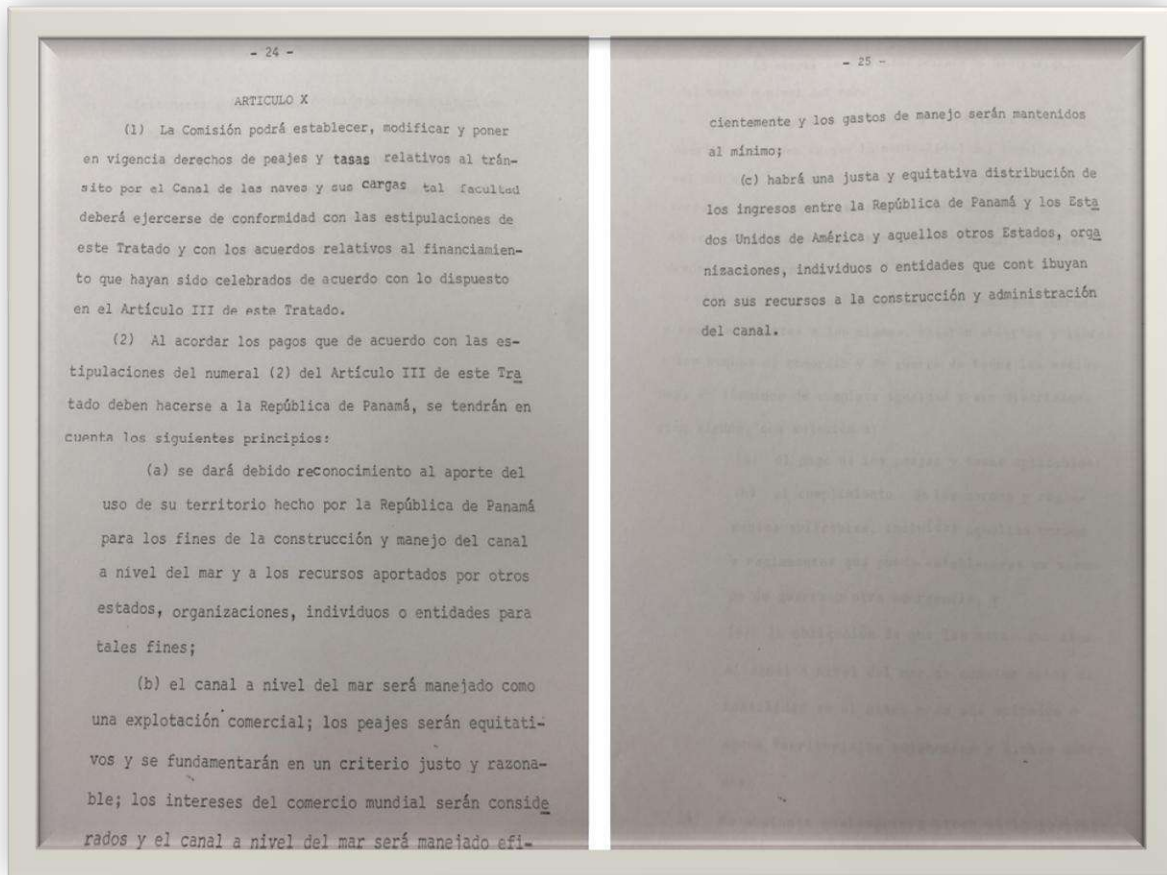 - 24 -
ARTICULO X
(1) La Comisión podrá establecer, modificar y poner
en vigencia derechos de peajes y tasas relativos al trán-
sito por el Canal de las naves y sus cargas tal facultad
deberá ejercerse de conformidad con las estipulaciones de
este Tratado y con los acuerdos relativos al financiamien-
to que hayan sido celebrados de acuerdo con lo dispuesto
en el Artículo III de este Tratado.
(2) Al acordar los pagos que de acuerdo con las es-
tipulaciones del numeral (2) del Artículo III de este Tra
tado deben hacerse a la República de Panamá, se tendrán en
cuenta los siguientes principios:
(a) se dará debido reconocimiento al aporte del
uso de su territorio hecho por la República de Panamá
para los fines de la construcción y manejo del canal
a nivel del mar y a los recursos aportados por otros
estados, organizaciones, individuos o entidades para
tales fines;
(b) el canal a nivel del mar será manejado como
una explotación comercial; los peajes serán equitati-
vos y se fundamentarán en un criterio justo y razona-
ble; los intereses del comercio mundial serán conside
rados y el canal a nivel del mar será manejado efi-
- 25 -
cientemente y los gastos de manejo serán mantenidos
al mínimo;
(c) habrá una justa y equitativa distribución de
los ingresos entre la República de Panamá y los Esta
dos Unidos de América y aquellos otros Estados, orga
nizaciones, individuos o entidades que cont ibuyan
con sus recursos a la construcción y administración
del canal.